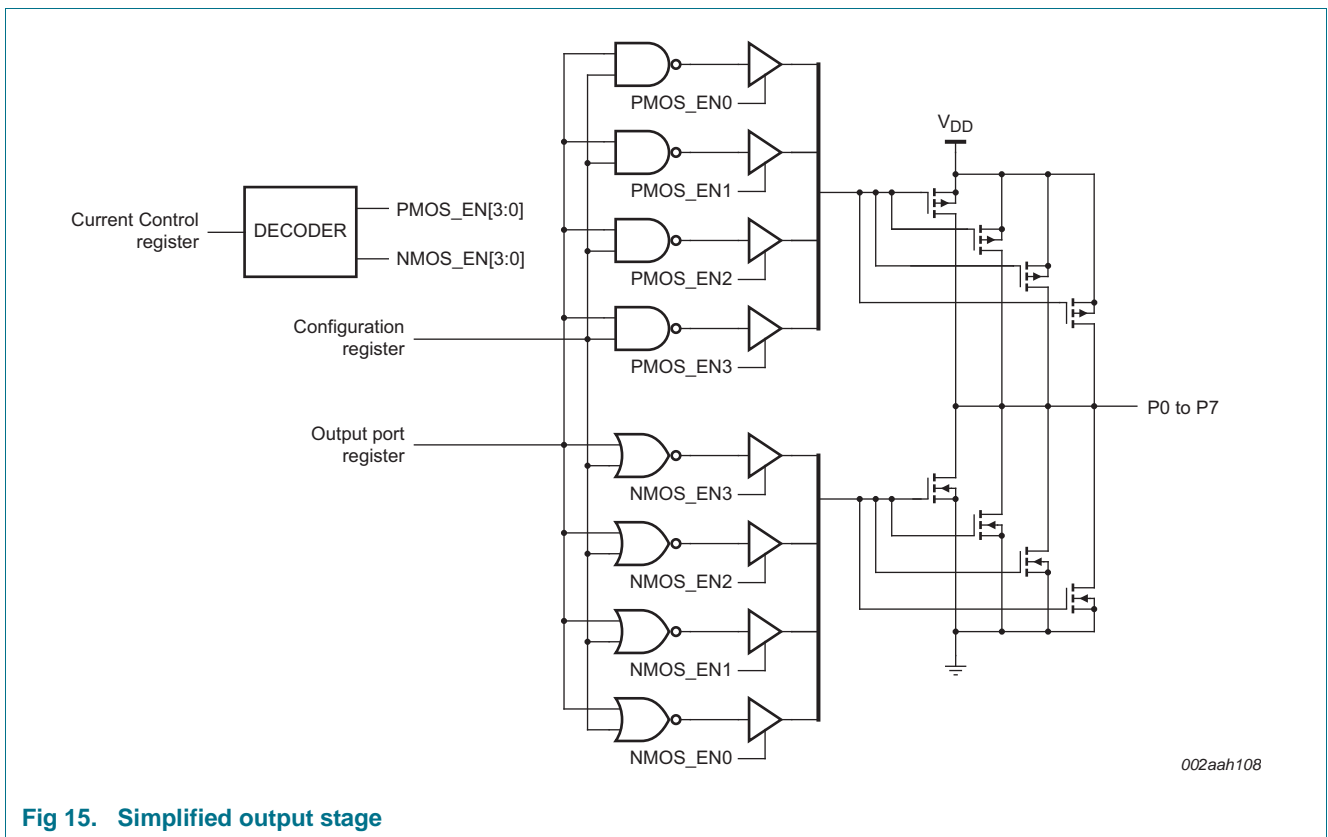 PMOS_EN0
PMOS_EN1
PMOS_EN2
PMOS_EN3
Current Control
register
DECODER
PMOS_EN[3:0]
NMOS_EN[3:0]
Configuration
register
Output port
register
NMOS_EN3
NMOS_EN2
NMOS_EN1
NMOS_EN0
VDD
P0 to P7
002aah108
Fig 15. Simplified output stage